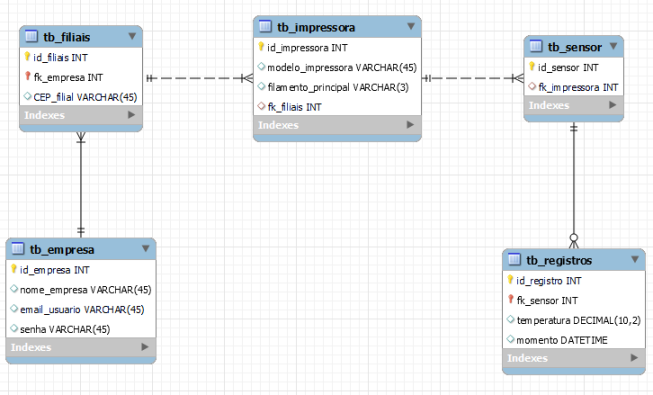 tb_filiais
id_filiais INT
fk_empresa INT
CEP_filial VARCHAR(45)
Indexes
tb_impressora
id_impressora INT
modelo_impressora VARCHAR(45)
filamento_principal VARCHAR(3)
fk_filiais INT
Indexes
tb_sensor
id_sensor INT
fk_impressora INT
Indexes
tb_empresa
id_empresa INT
nome_empresa VARCHAR(45)
email_usuario VARCHAR(45)
senha VARCHAR(45)
Indexes
tb_registros
id_registro INT
fk_sensor INT
temperatura DECIMAL(10,2)
momento DATETIME
Indexes